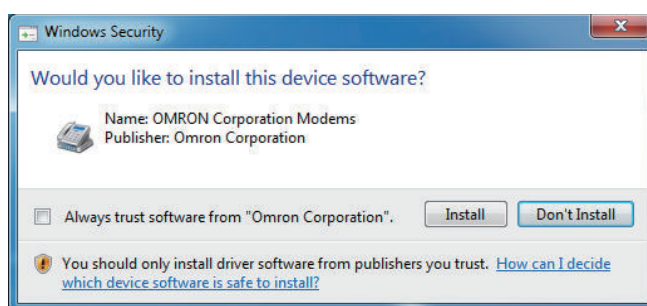 Windows Security
Would you like to install this device software?
Name: OMRON Corporation Modems
Publisher: Omron Corporation
Always trust software from "Omron Corporation".
Install
Don't Install
You should only install driver software from publishers you trust. How can I decide
which device software is safe to install?